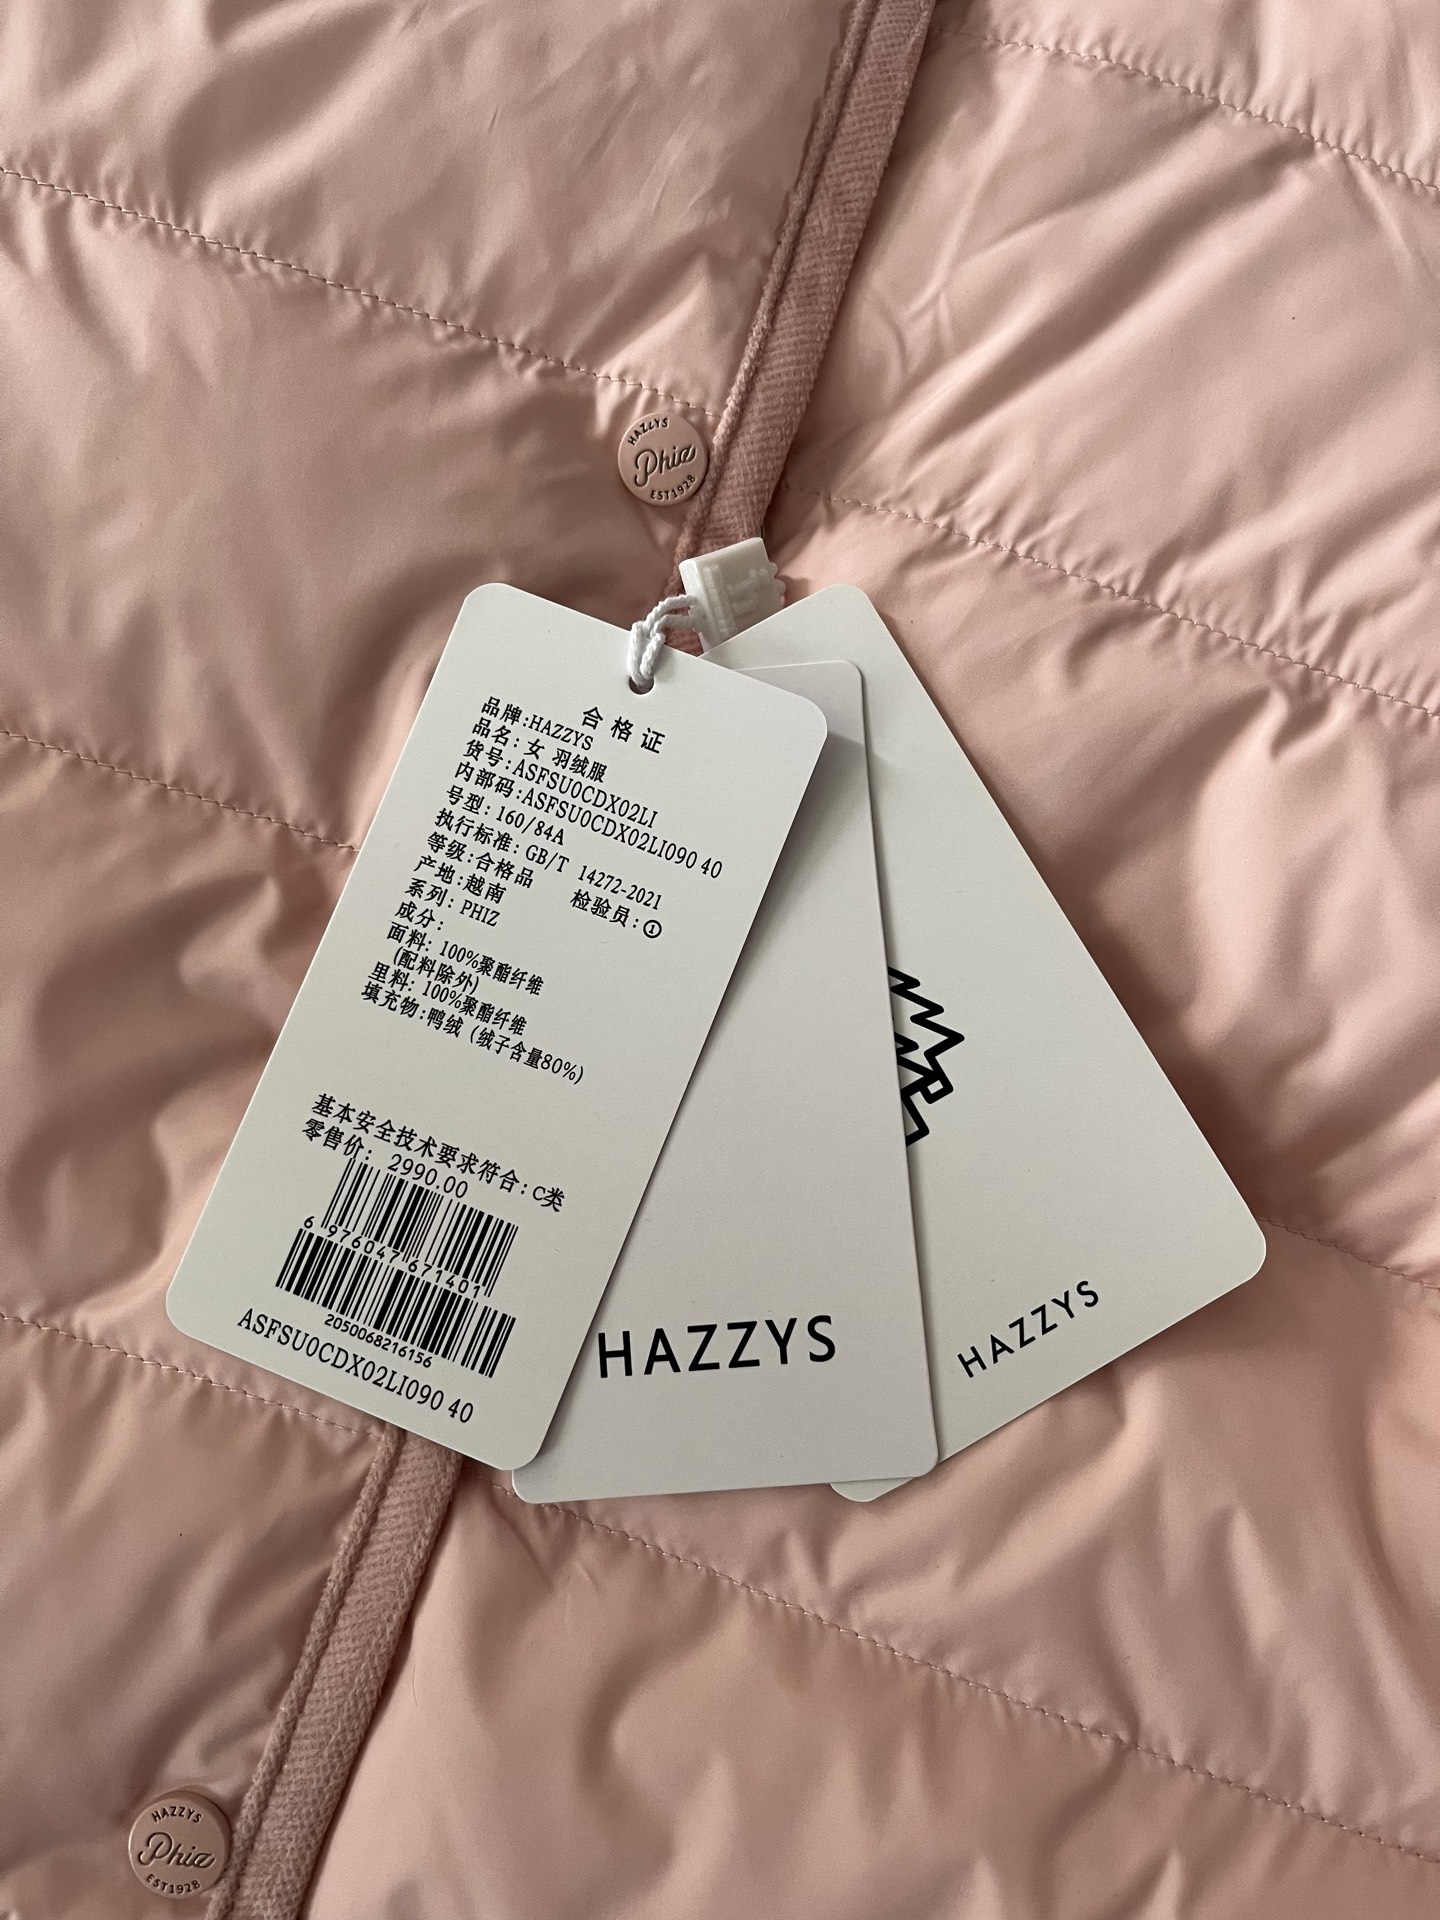 HAZZYS
Phiz
EST1928
合格证
品牌:HAZZYS
品名: 女 羽绒服
货号:ASFSU0CDX02LI
内部码:ASFSU0CDX02LI090 40
号型: 160/84A
执行标准: GB/T 14272-2021
等级:合格品 检验员:①
产地:越南
系列: PHIZ
成分:
面料: 100%聚酯纤维
(配料除外)
里料: 100%聚酯纤维
填充物:鸭绒 (绒子含量80%)
基本安全技术要求符合:C类
零售价: 2990.00
6 976047 671401
2050068216156
ASFSU0CDX02LI090 40
HAZZYS
HAZZYS
HAZZYS
Phiz
EST1928